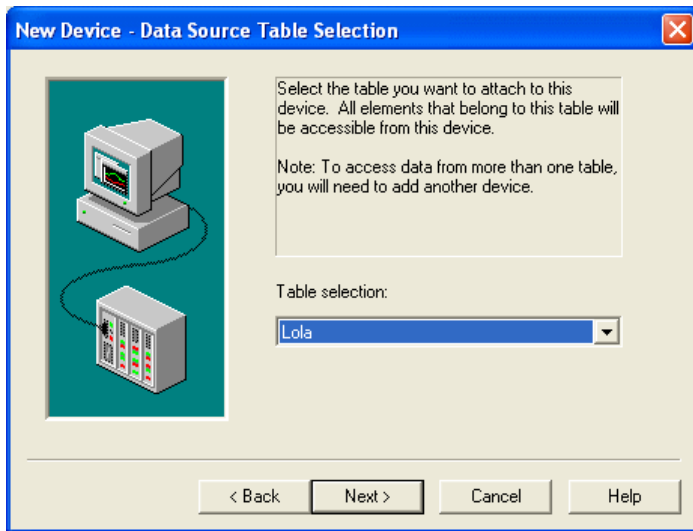 New Device - Data Source Table Selection
Select the table you want to attach to this
device. All elements that belong to this table will
be accessible from this device.
Note: To access data from more than one table,
you will need to add another device.
Table selection:
Lola
< Back
Next >
Cancel
Help